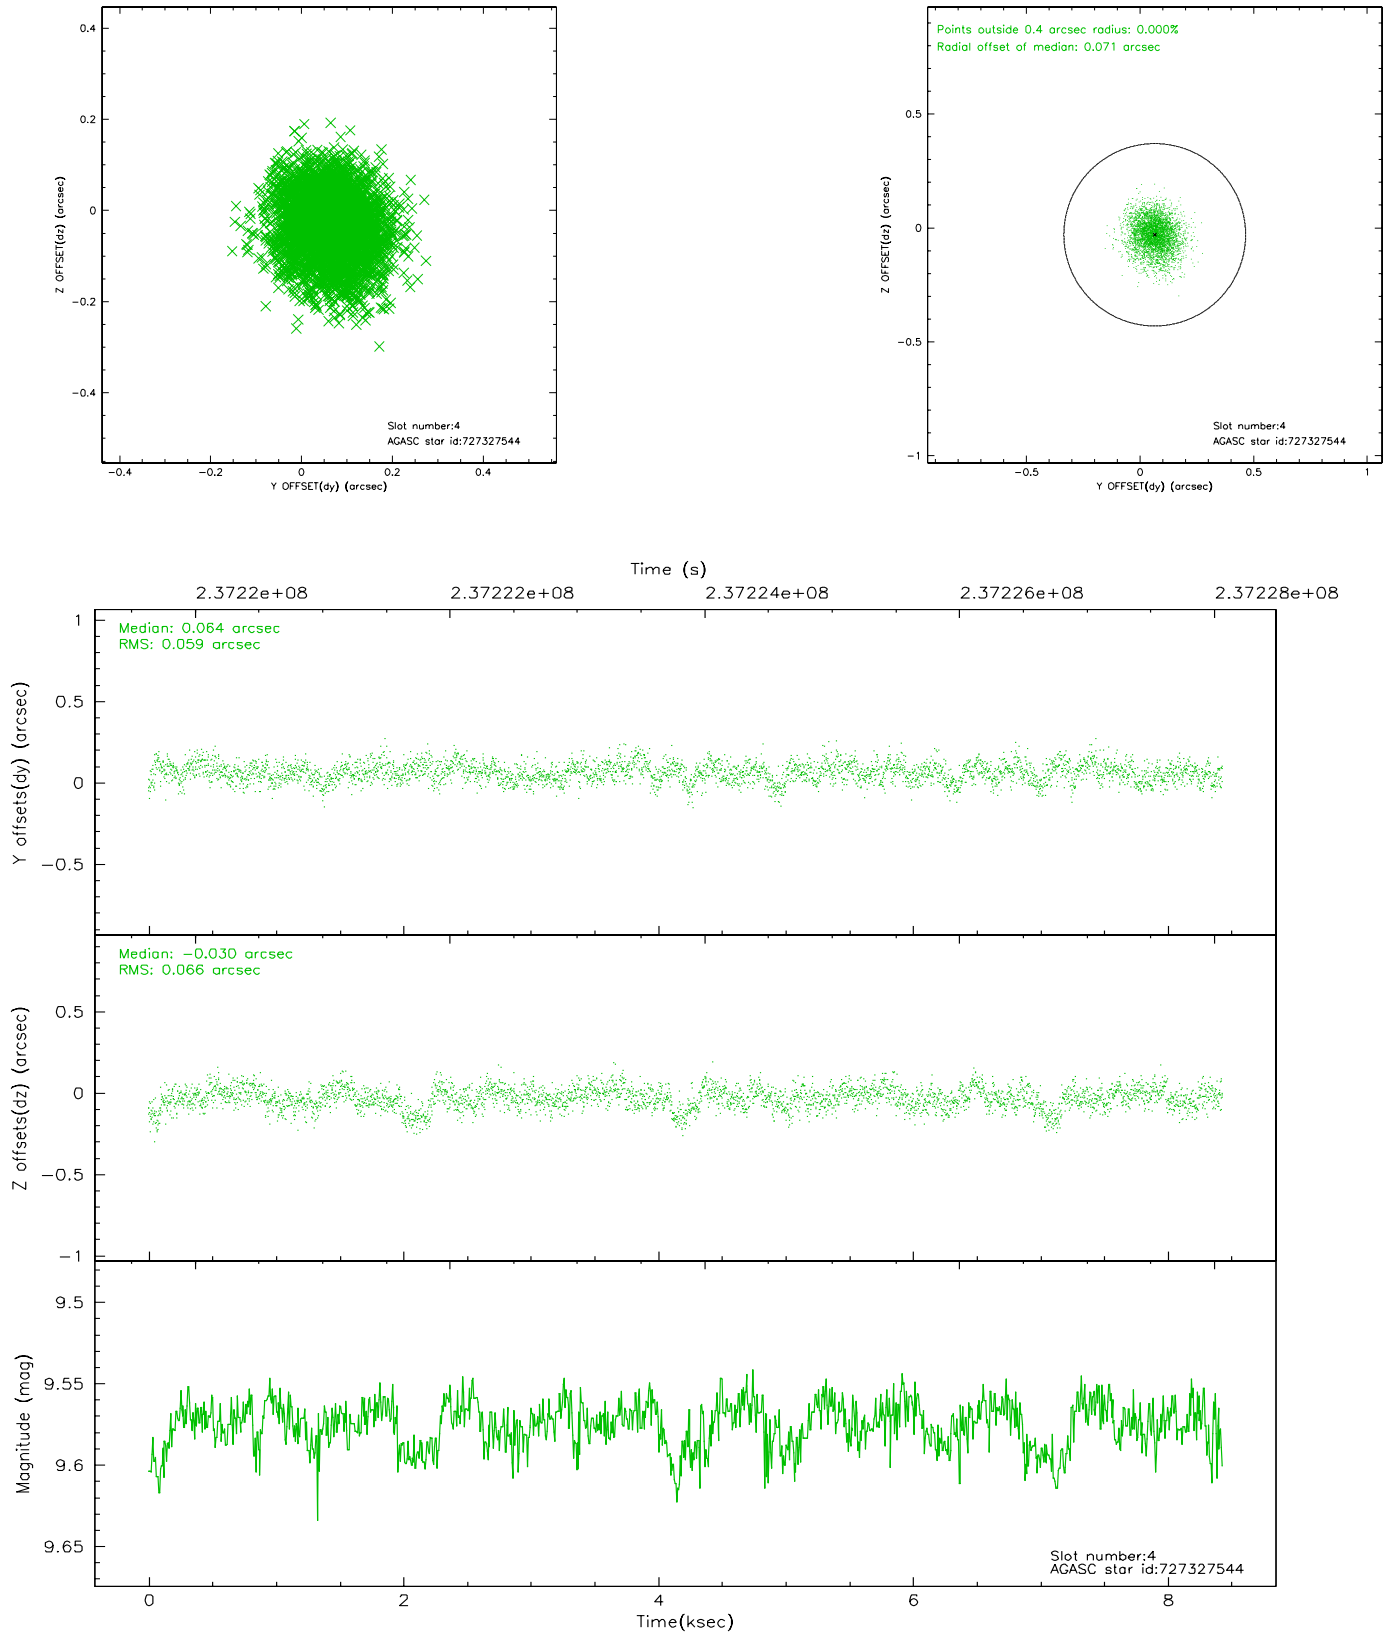 0.4
0.2
0
−0.2
−0.4
Z OFFSET(dz) (arcsec)
Slot number:4
AGASC star id:727327544
−0.4 −0.2 0 0.2 0.4
Y OFFSET(dy) (arcsec)
Points outside 0.4 arcsec radius: 0.000%
Radial offset of median: 0.071 arcsec
0.5
0
−0.5
−1
Z OFFSET(dz) (arcsec)
Slot number:4
AGASC star id:727327544
−0.5 0 0.5 1
Y OFFSET(dy) (arcsec)
Time (s)
2.3722e+08 2.37222e+08 2.37224e+08 2.37226e+08 2.37228e+08
Median: 0.064 arcsec
RMS: 0.059 arcsec
1
0.5
0
−0.5
Y offsets(dy) (arcsec)
Median: −0.030 arcsec
RMS: 0.066 arcsec
0.5
0
−0.5
−1
Z offsets(dz) (arcsec)
9.5
9.55
9.6
9.65
Magnitude (mag)
Slot number:4
AGASC star id:727327544
0 2 4 6 8
Time(ksec)